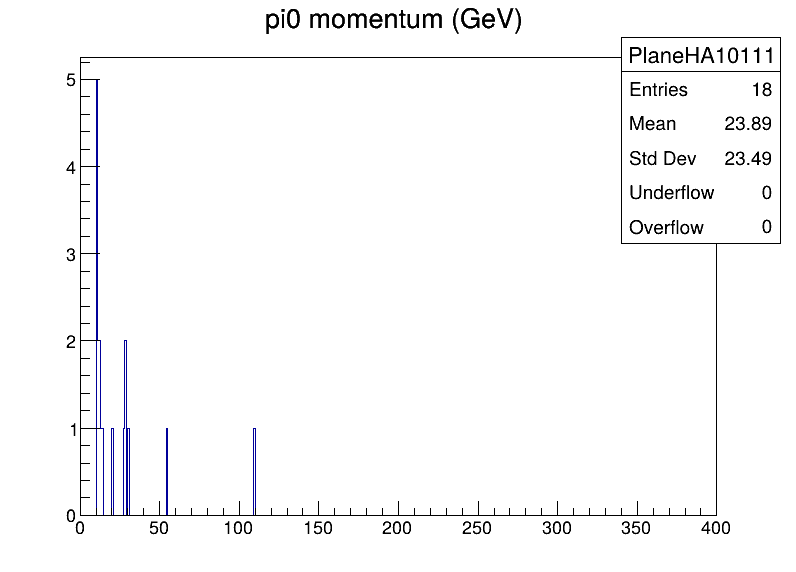 pi0 momentum (GeV)
PlaneHA10111
Entries 18
Mean 23.89
Std Dev 23.49
Underflow 0
Overflow 0
5
4
3
2
1
0
0 50 100 150 200 250 300 350 400